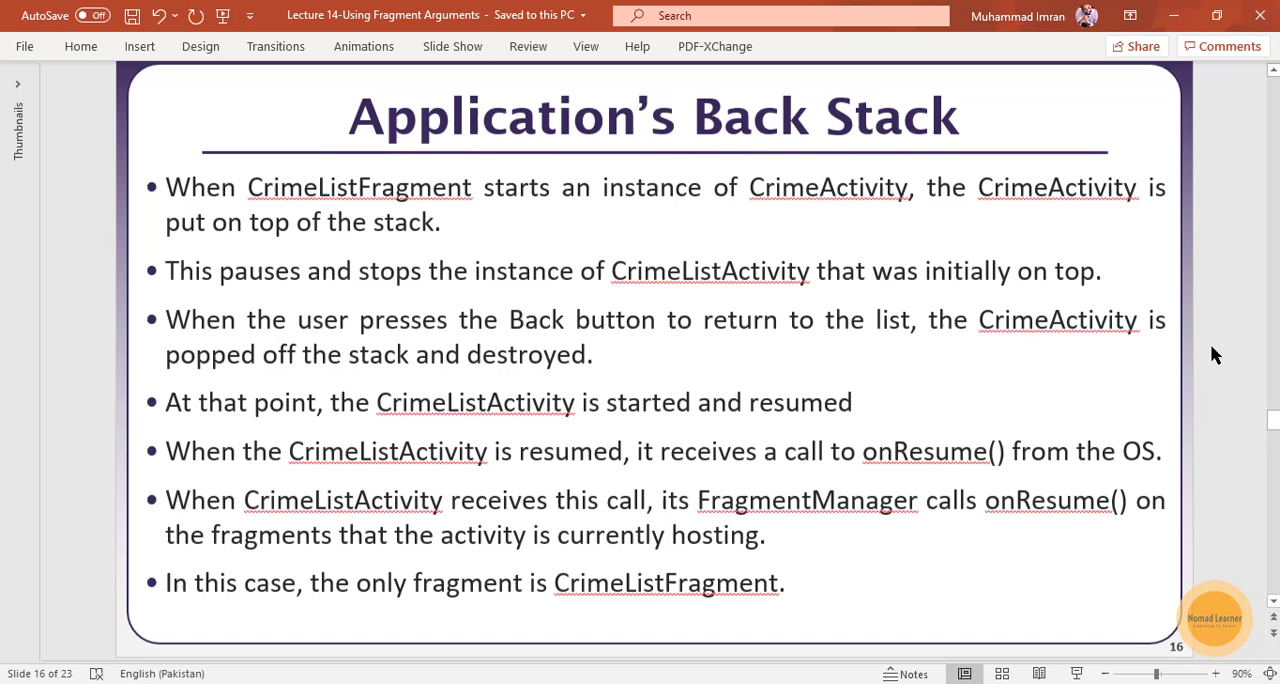 AutoSave Off Lecture 14-Using Fragment Arguments - Saved to this PC Search Muhammad Imran
File Home Insert Design Transitions Animations Slide Show Review View Help PDF-XChange Share Comments
Thumbnails
Application's Back Stack
• When CrimeListFragment starts an instance of CrimeActivity, the CrimeActivity is
put on top of the stack.
• This pauses and stops the instance of CrimeListActivity that was initially on top.
• When the user presses the Back button to return to the list, the CrimeActivity is
popped off the stack and destroyed.
• At that point, the CrimeListActivity is started and resumed
• When the CrimeListActivity is resumed, it receives a call to onResume() from the OS.
• When CrimeListActivity receives this call, its FragmentManager calls onResume() on
the fragments that the activity is currently hosting.
• In this case, the only fragment is CrimeListFragment.
Nomad Learner
16
Slide 16 of 23 English (Pakistan) Notes 90%